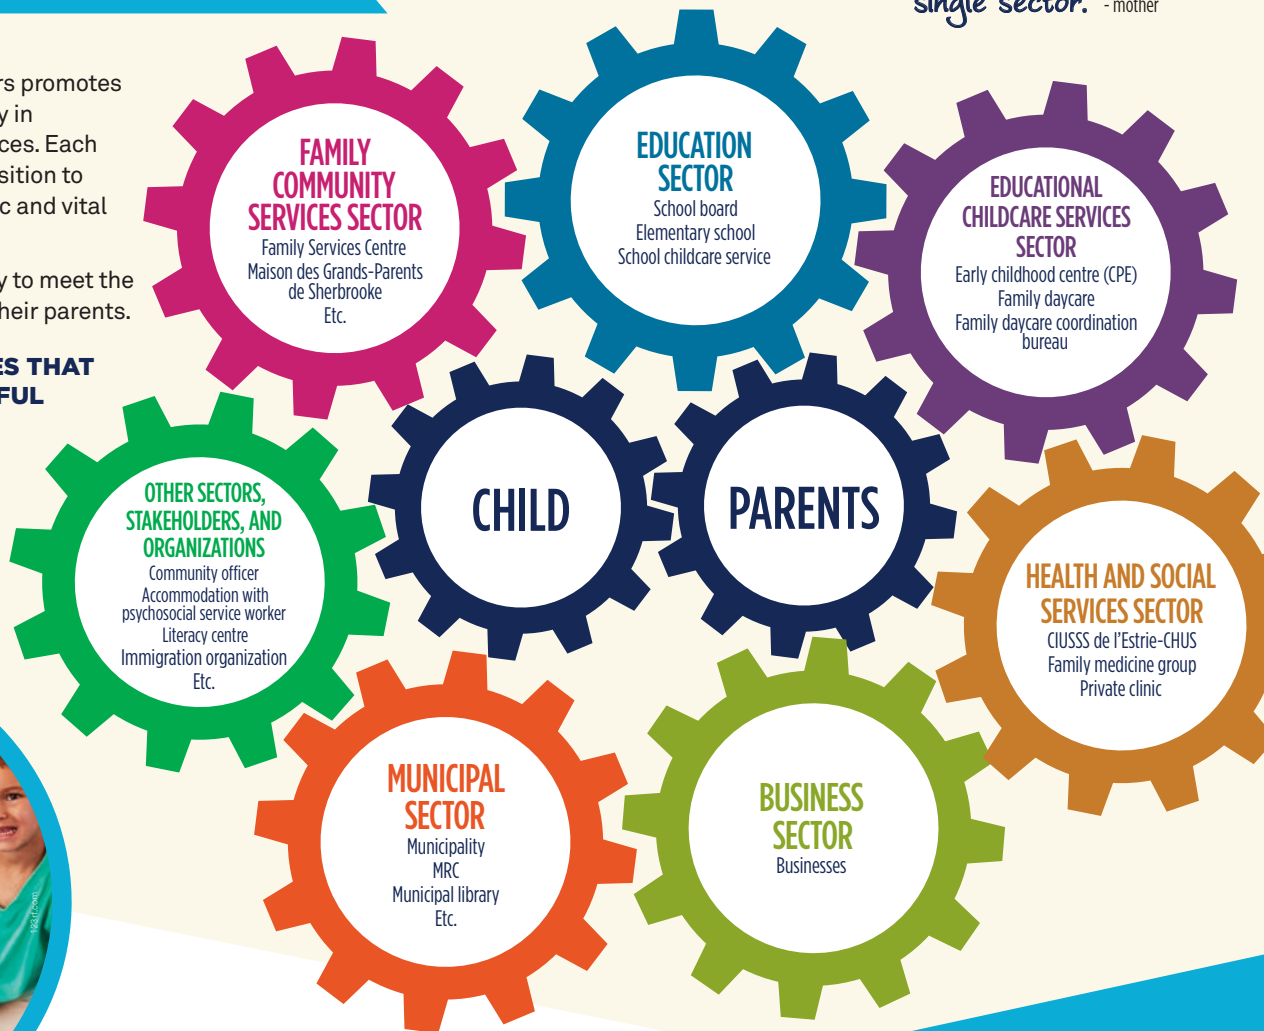 single sector. - mother
rs promotes
y in
ces. Each
sition to
c and vital
y to meet the
heir parents.
ES THAT
FUL
FAMILY
COMMUNITY
SERVICES SECTOR
Family Services Centre
Maison des Grands-Parents
de Sherbrooke
Etc.
EDUCATION
SECTOR
School board
Elementary school
School childcare service
EDUCATIONAL
CHILDCARE SERVICES
SECTOR
Early childhood centre (CPE)
Family daycare
Family daycare coordination
bureau
OTHER SECTORS,
STAKEHOLDERS, AND
ORGANIZATIONS
Community officer
Accommodation with
psychosocial service worker
Literacy centre
Immigration organization
Etc.
CHILD
PARENTS
HEALTH AND SOCIAL
SERVICES SECTOR
CIUSSS de l'Estrie-CHUS
Family medicine group
Private clinic
MUNICIPAL
SECTOR
Municipality
MRC
Municipal library
Etc.
BUSINESS
SECTOR
Businesses
123rf.com